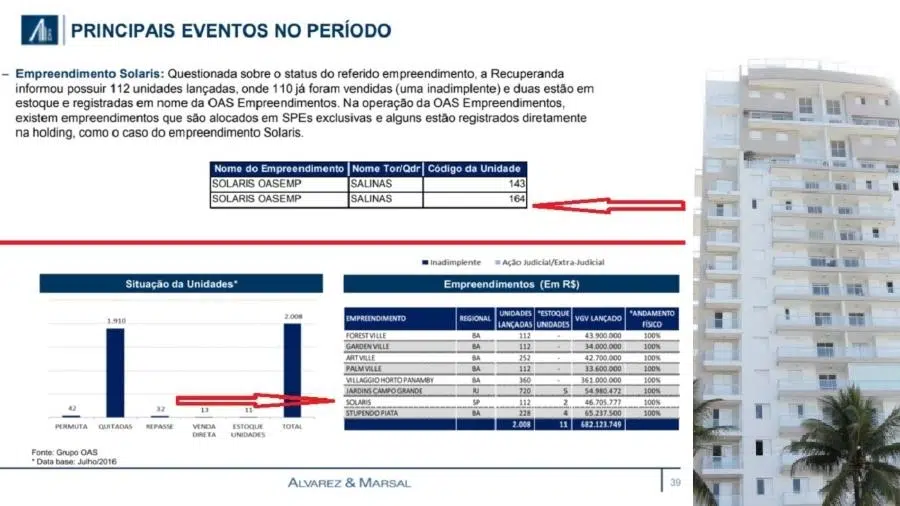 PRINCIPAIS EVENTOS NO PERÍODO
– Empreendimento Solaris: Questionada sobre o status do referido empreendimento, a Recuperanda
informou possuir 112 unidades lançadas, onde 110 já foram vendidas (uma inadimplente) e duas estão em
estoque e registradas em nome da OAS Empreendimentos. Na operação da OAS Empreendimentos,
existem empreendimentos que são alocados em SPEs exclusivas e alguns estão registrados diretamente
na holding, como o caso do empreendimento Solaris.
Nome do Empreendimento Nome Tor/Qdr Código da Unidade
SOLARIS OASEMP SALINAS 143
SOLARIS OASEMP SALINAS 164
Inadimplente Ação Judicial/Extra-Judicial
Situação da Unidades*
1.910
2.008
42
32
13
11
PERMUTA QUITADAS REPASSE VENDA DIRETA ESTOQUE UNIDADES TOTAL
Empreendimentos (Em R$)
EMPREENDIMENTO REGIONAL UNIDADES LANÇADAS *ESTOQUE UNIDADES VGV LANÇADO *ANDAMENTO FÍSICO
FOREST VILLE BA 112 - 43.900.000 100%
GARDEN VILLE BA 112 - 34.000.000 100%
ART VILLE BA 252 - 42.700.000 100%
PALM VILLE BA 112 - 33.600.000 100%
VILLAGGIO HORTO PANAMBY BA 360 - 361.000.000 100%
JARDINS CAMPO GRANDE RJ 720 5 54.980.472 100%
SOLARIS SP 112 2 46.705.777 100%
STUPENDO PIATA BA 228 4 65.237.500 100%
2.008 11 682.123.749
Fonte: Grupo OAS
* Data base: Julho/2016
ALVAREZ & MARSAL
39